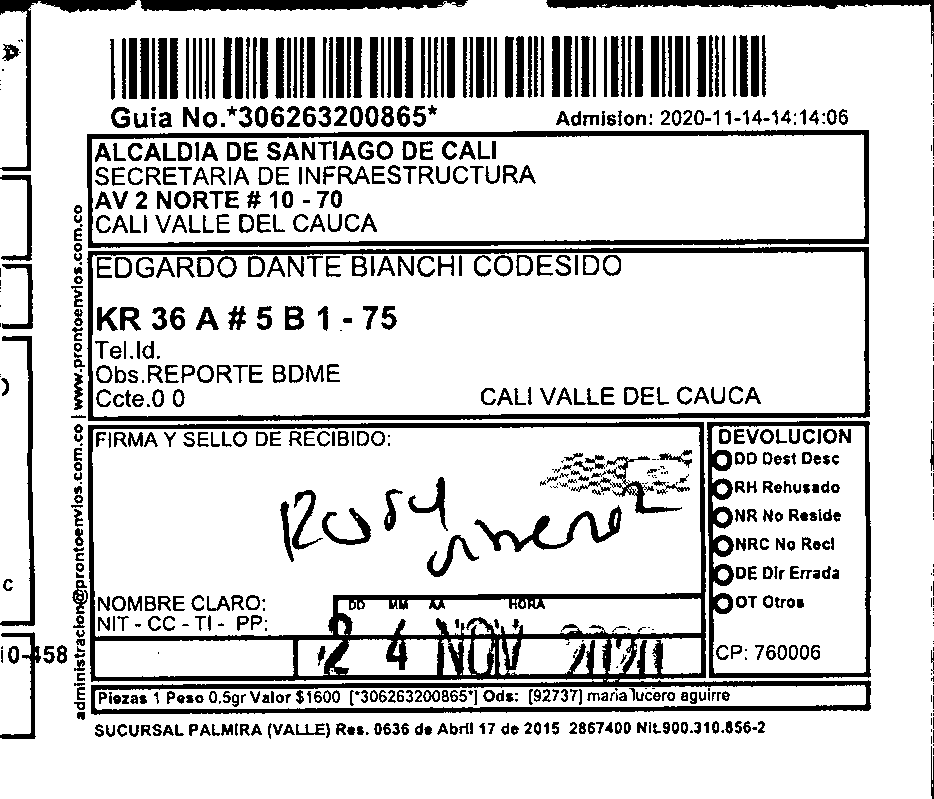 Guia No.*306263200865*
Admision: 2020-11-14-14:14:06
ALCALDIA DE SANTIAGO DE CALI
SECRETARIA DE INFRAESTRUCTURA
AV 2 NORTE # 10 - 70
CALI VALLE DEL CAUCA
EDGARDO DANTE BIANCHI CODESIDO
KR 36 A # 5 B 1 - 75
Tel.Id.
Obs.REPORTE BDME
Ccte.0 0
CALI VALLE DEL CAUCA
administracion@prontoenvios.com.co | www.prontoenvios.com.co
FIRMA Y SELLO DE RECIBIDO:
Rosy
Jimenez
NOMBRE CLARO:
NIT - CC - TI - PP:
DD MM AA HORA
24 NOV 2020
DEVOLUCION
DD Dest Desc
RH Rehusado
NR No Reside
NRC No Recl
DE Dir Errada
OT Otros
CP: 760006
Piezas 1 Peso 0.5gr Valor $1600 [*306263200865*] Ods: [92737] maria lucero aguirre
SUCURSAL PALMIRA (VALLE) Res. 0636 de Abril 17 de 2015 2867400 Nit.900.310.856-2